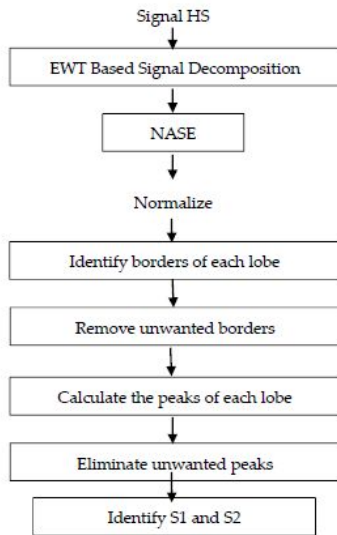 Signal HS
EWT Based Signal Decomposition
NASE
Normalize
Identify borders of each lobe
Remove unwanted borders
Calculate the peaks of each lobe
Eliminate unwanted peaks
Identify S1 and S2